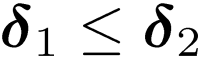 𝜹₁ ≤ 𝜹₂